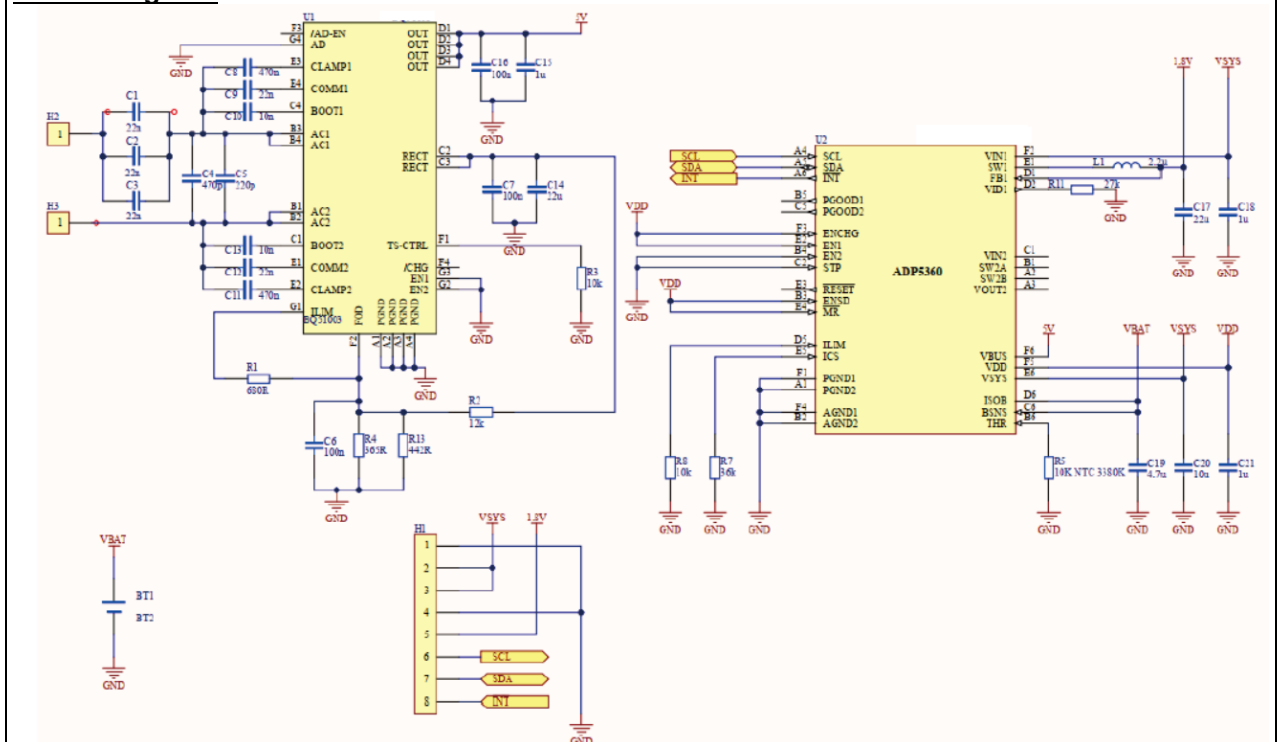 U1
F3 /AD-EN
G4 AD
GND
E3 CLAMP1
C8 470n
E4 COMM1
C9 22n
C4 BOOT1
C10 10n
B3 AC1
B4 AC1
B1 AC2
B2 AC2
C1 BOOT2
C13 10n
E1 COMM2
C12 22n
E2 CLAMP2
C11 470n
G1 ILIM
BQ51003
FOD
F2
PGND PGND PGND PGND
A1 A2 A3 A4
GND
OUT D1
OUT D2
OUT D3
OUT D4
5V
C16
100n
C15
1u
GND
RECT C2
RECT C3
C7
100n
C14
GND
TS-CTRL F1
/CHG F4
EN1 G3
EN2 G2
GND
R3
10k
GND
H2
1
H3
1
C1
22n
C2
22n
C3
22n
C4
470p
C5
R1
680R
R2
12k
C6
100n
R4
R13
442R
GND
VBAT
BT1
BT2
GND
H1
VSYS 1.8V
1
2
3
4
5
6 SCL
7 SDA
8 INT
GND
U2
ADP5360
SCL A4 SCL
SDA SDA
INT A6 INT
B5 PGOOD1
C5 PGOOD2
VDD
F3 ENCHG
E2 EN1
B4 EN2
C3 STP
GND
VDD
E3 RESET
B3 ENSD
E4 MR
D5 ILIM
E5 ICS
F1 PGND1
A1 PGND2
F4 AGND1
B2 AGND2
R8
10k
GND
R7
36k
GND
GND
VIN1 F2
SW1 E1
FB1 D1
VID1 D2
L1 2.2u
R11 27k
GND
1.8V VSYS
C17
22u
GND
C18
1u
GND
VIN2 C1
SW2A B1
SW2B A2
VOUT2 A3
VBUS F6
VDD F5
VSYS E6
ISOB D6
BSNS C6
THR B6
5V VBAT VSYS VDD
R5
10K NTC 3380K
GND
C19
4.7u
GND
C20
10u
GND
C21
1u
GND